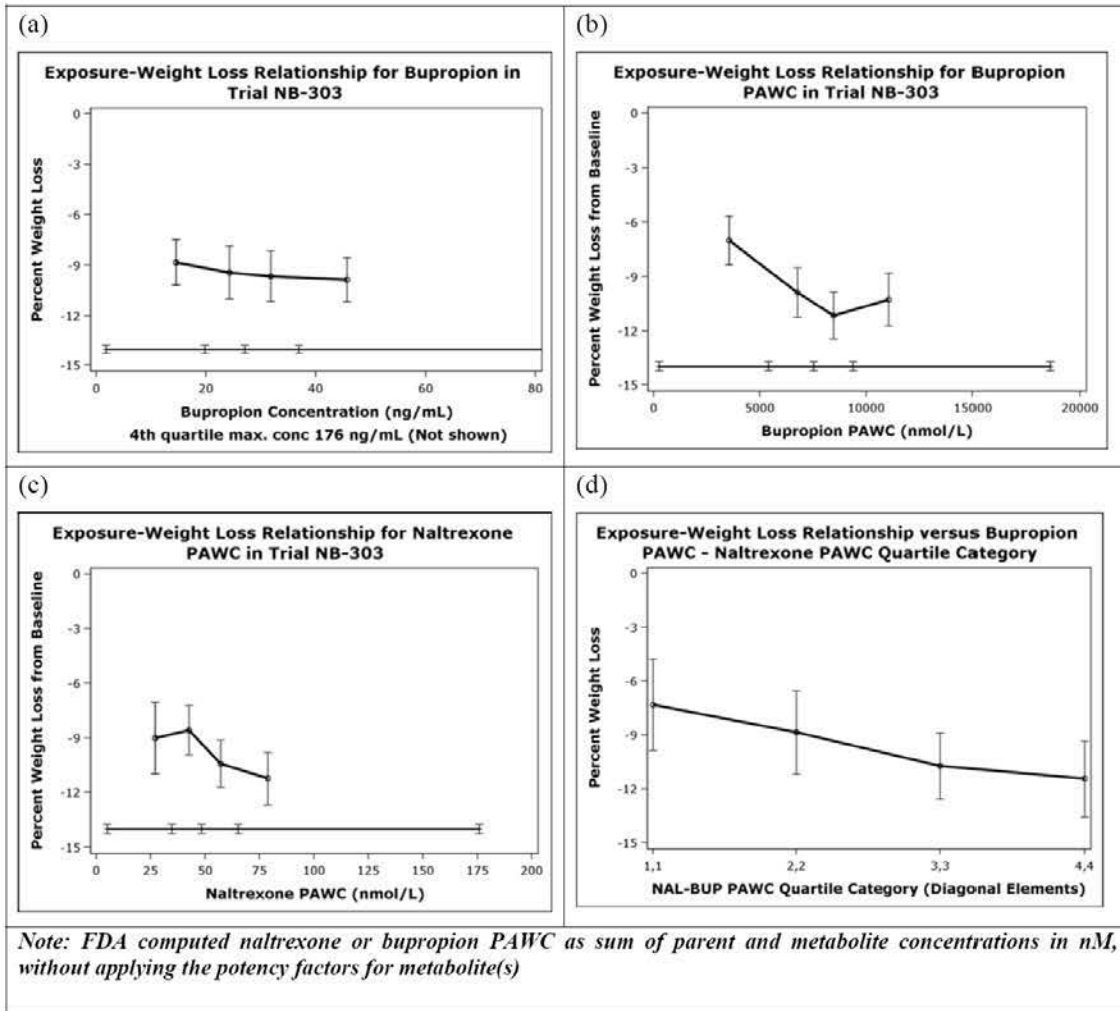 (a)
Exposure-Weight Loss Relationship for Bupropion in
Trial NB-303
Percent Weight Loss
0
-3
-6
-9
-12
-15
0
20
40
60
80
Bupropion Concentration (ng/mL)
4th quartile max. conc 176 ng/mL (Not shown)
(b)
Exposure-Weight Loss Relationship for Bupropion
PAWC in Trial NB-303
Percent Weight Loss from Baseline
0
-3
-6
-9
-12
-15
0
5000
10000
15000
20000
Bupropion PAWC (nmol/L)
(c)
Exposure-Weight Loss Relationship for Naltrexone
PAWC in Trial NB-303
Percent Weight Loss from Baseline
0
-3
-6
-9
-12
-15
0
25
50
75
100
125
150
175
200
Naltrexone PAWC (nmol/L)
(d)
Exposure-Weight Loss Relationship versus Bupropion
PAWC - Naltrexone PAWC Quartile Category
Percent Weight Loss
0
-3
-6
-9
-12
-15
1,1
2,2
3,3
4,4
NAL-BUP PAWC Quartile Category (Diagonal Elements)
Note: FDA computed naltrexone or bupropion PAWC as sum of parent and metabolite concentrations in nM,
without applying the potency factors for metabolite(s)